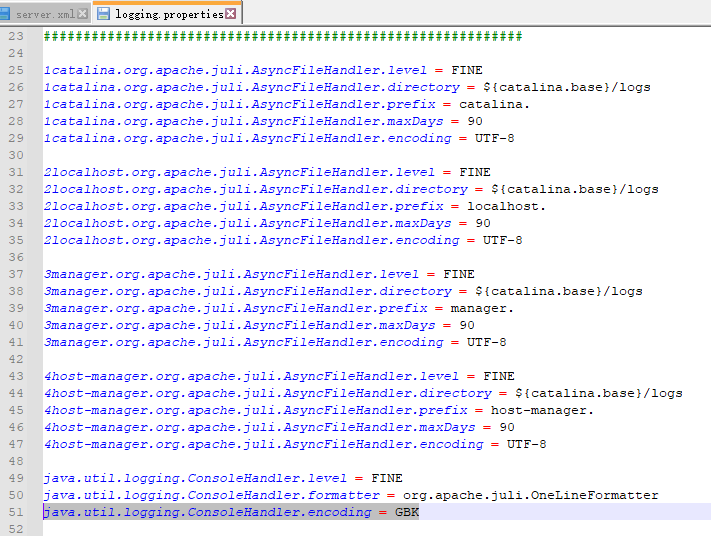 server.xml
logging.properties
23 ############################################################
24
25 1catalina.org.apache.juli.AsyncFileHandler.level = FINE
26 1catalina.org.apache.juli.AsyncFileHandler.directory = ${catalina.base}/logs
27 1catalina.org.apache.juli.AsyncFileHandler.prefix = catalina.
28 1catalina.org.apache.juli.AsyncFileHandler.maxDays = 90
29 1catalina.org.apache.juli.AsyncFileHandler.encoding = UTF-8
30
31 2localhost.org.apache.juli.AsyncFileHandler.level = FINE
32 2localhost.org.apache.juli.AsyncFileHandler.directory = ${catalina.base}/logs
33 2localhost.org.apache.juli.AsyncFileHandler.prefix = localhost.
34 2localhost.org.apache.juli.AsyncFileHandler.maxDays = 90
35 2localhost.org.apache.juli.AsyncFileHandler.encoding = UTF-8
36
37 3manager.org.apache.juli.AsyncFileHandler.level = FINE
38 3manager.org.apache.juli.AsyncFileHandler.directory = ${catalina.base}/logs
39 3manager.org.apache.juli.AsyncFileHandler.prefix = manager.
40 3manager.org.apache.juli.AsyncFileHandler.maxDays = 90
41 3manager.org.apache.juli.AsyncFileHandler.encoding = UTF-8
42
43 4host-manager.org.apache.juli.AsyncFileHandler.level = FINE
44 4host-manager.org.apache.juli.AsyncFileHandler.directory = ${catalina.base}/logs
45 4host-manager.org.apache.juli.AsyncFileHandler.prefix = host-manager.
46 4host-manager.org.apache.juli.AsyncFileHandler.maxDays = 90
47 4host-manager.org.apache.juli.AsyncFileHandler.encoding = UTF-8
48
49 java.util.logging.ConsoleHandler.level = FINE
50 java.util.logging.ConsoleHandler.formatter = org.apache.juli.OneLineFormatter
51 java.util.logging.ConsoleHandler.encoding = GBK
52